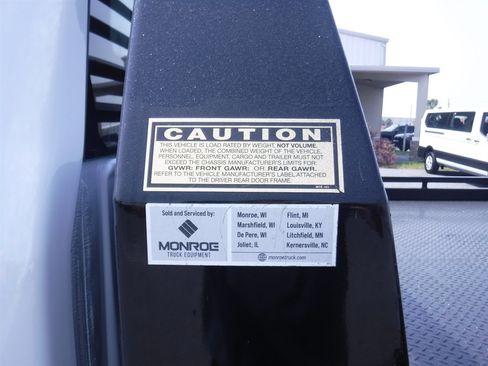 CAUTION
THIS VEHICLE IS LOAD RATED BY WEIGHT, NOT VOLUME.
WHEN LOADED, THE COMBINED WEIGHT OF THE VEHICLE,
PERSONNEL, EQUIPMENT, CARGO AND TRAILER MUST NOT
EXCEED THE CHASSIS MANUFACTURER'S LIMITS FOR:
GVWR: FRONT GAWR: OR REAR GAWR.
REFER TO THE VEHICLE MANUFACTURER'S LABEL ATTACHED
TO THE DRIVER REAR DOOR FRAME.
Sold and Serviced by:
MONROE
TRUCK EQUIPMENT
Monroe, WI
Marshfield, WI
De Pere, WI
Joliet, IL
Flint, MI
Louisville, KY
Litchfield, MN
Kernersville, NC
monroetruck.com